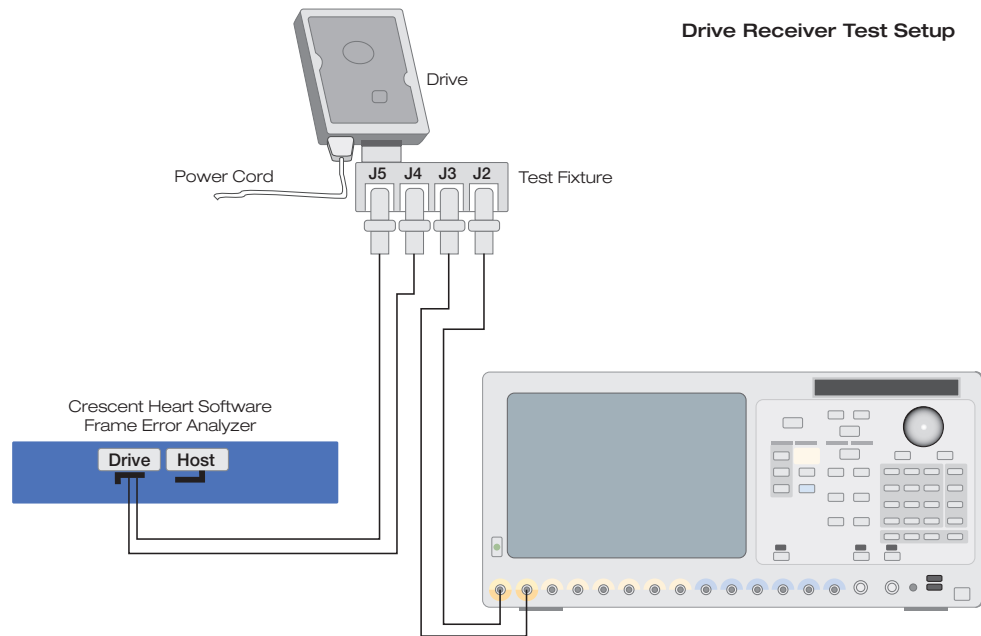 Drive Receiver Test Setup
Drive
Power Cord
J5 J4 J3 J2
Test Fixture
Crescent Heart Software
Frame Error Analyzer
Drive Host